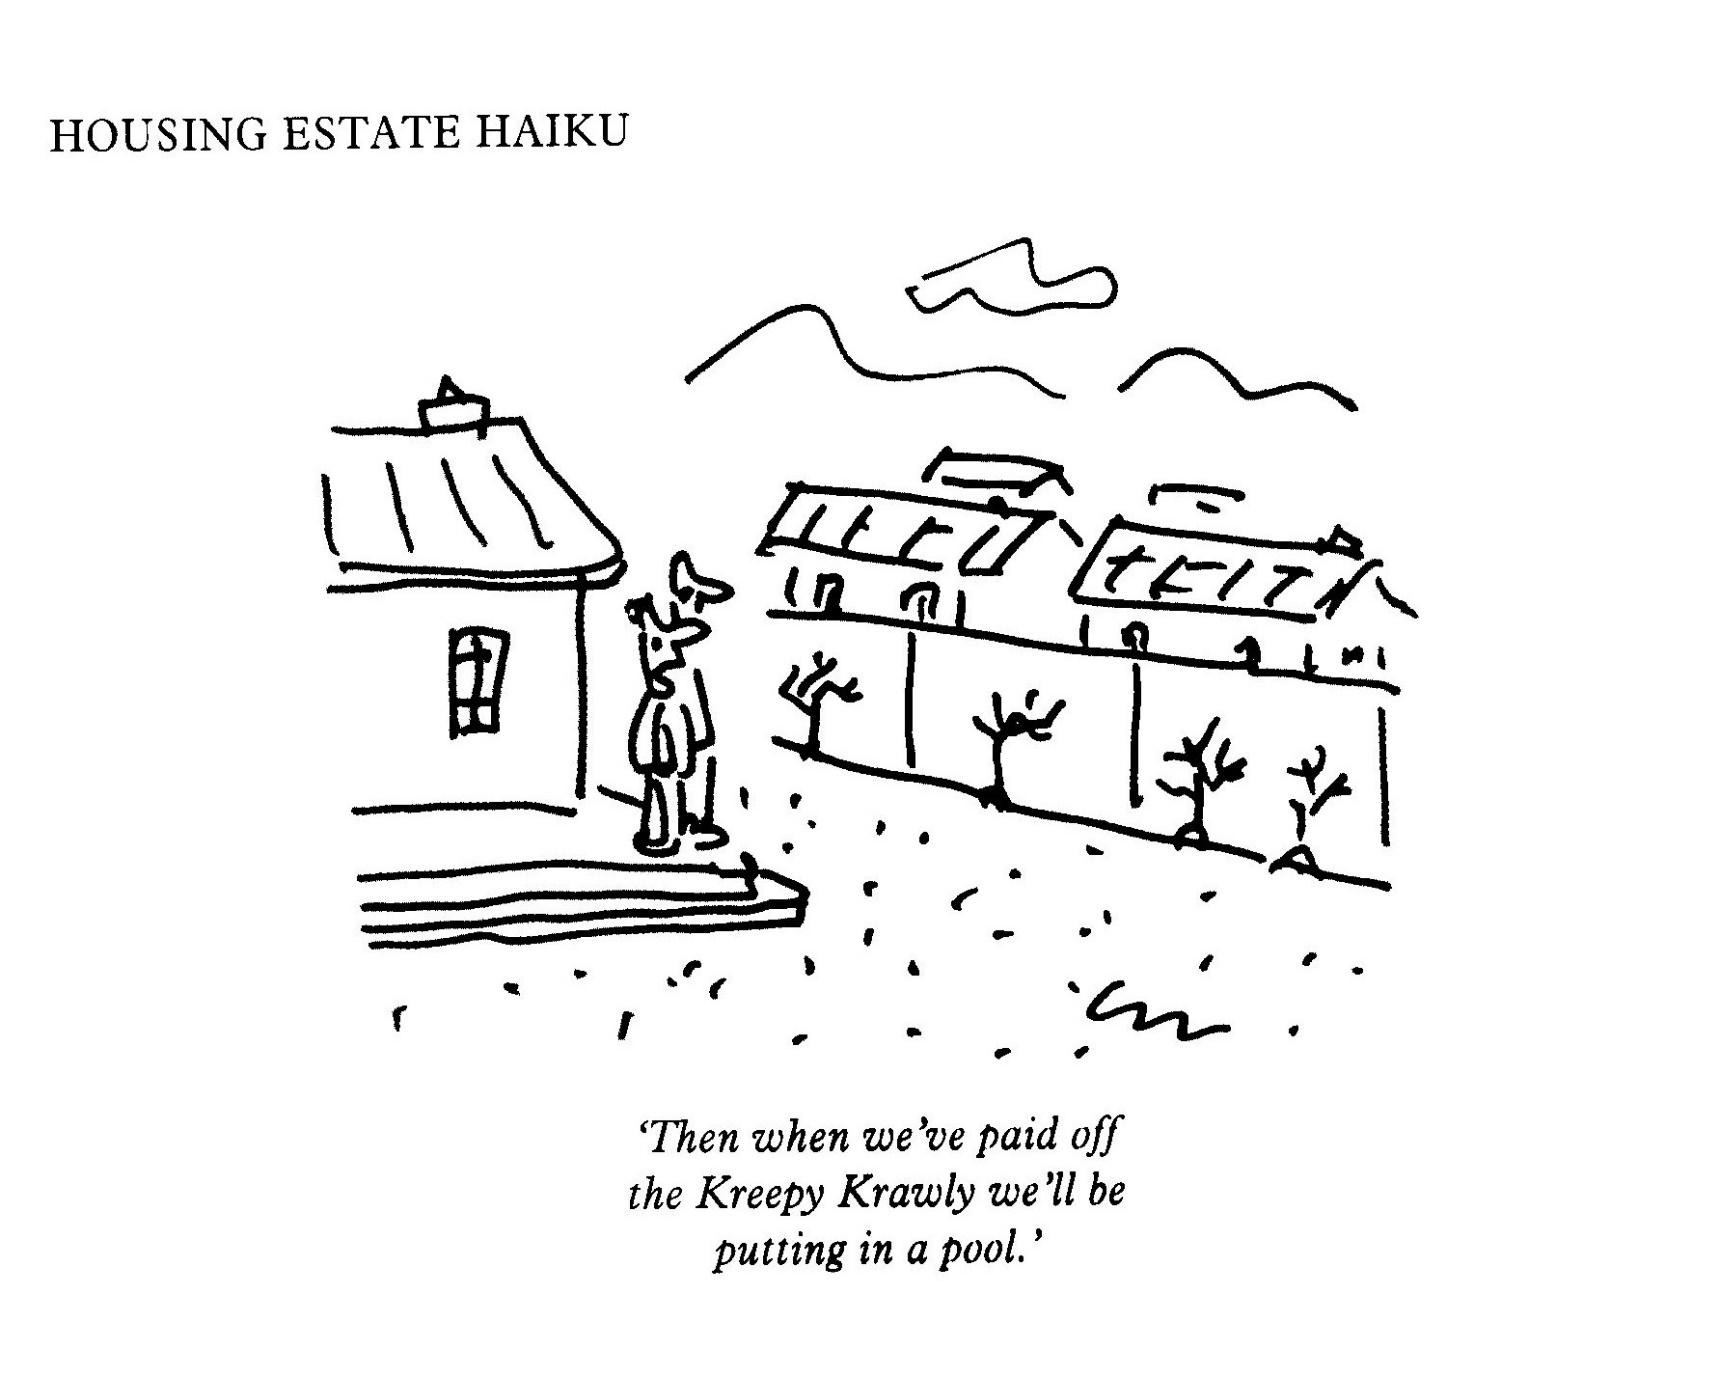 HOUSING ESTATE HAIKU
‘Then when we’ve paid off
the Kreepy Krawly we’ll be
putting in a pool.’